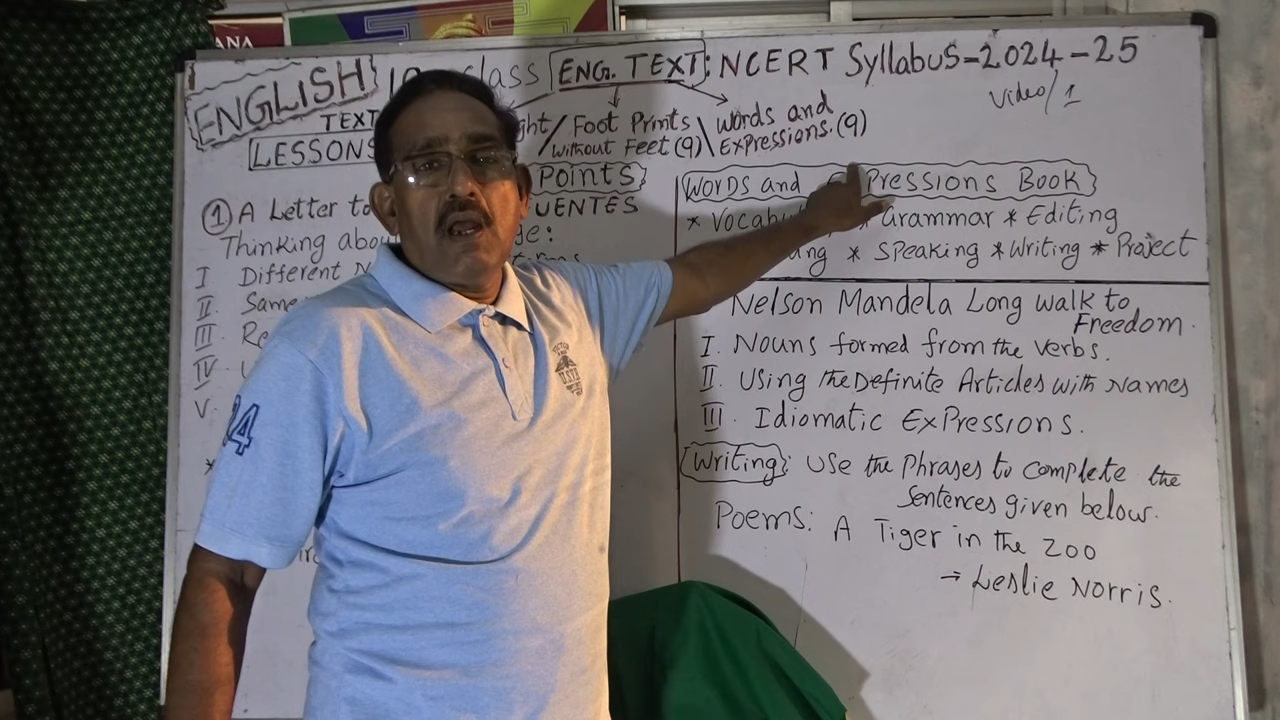 ANA
ENGLISH 10 class ENG. TEXT: NCERT Syllabus-2024-25
Video/1
TEXT ght / Foot Prints without Feet (9) \ Words and Expressions. (9)
LESSONS Points
① A Letter to UENTES
Thinking abou ge:
I Different N
II Same
III Re
IV
V
*
Words and Pressions Book
* Vocabul Grammar * Editing
ing * Speaking * Writing * Project
Nelson Mandela Long walk to Freedom.
I. Nouns formed from the verbs.
II. Using the Definite Articles with Names
III. Idiomatic Expressions.
Writing: Use the Phrases to complete the
Sentences given below.
Poems: A Tiger in the Zoo
→ Leslie Norris.
24